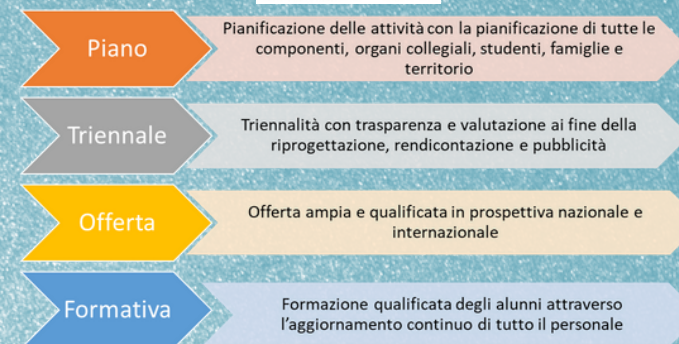 Piano
Pianificazione delle attività con la pianificazione di tutte le
componenti, organi collegiali, studenti, famiglie e
territorio
Triennale
Triennalità con trasparenza e valutazione ai fine della
riprogettazione, rendicontazione e pubblicità
Offerta
Offerta ampia e qualificata in prospettiva nazionale e
internazionale
Formativa
Formazione qualificata degli alunni attraverso
l'aggiornamento continuo di tutto il personale